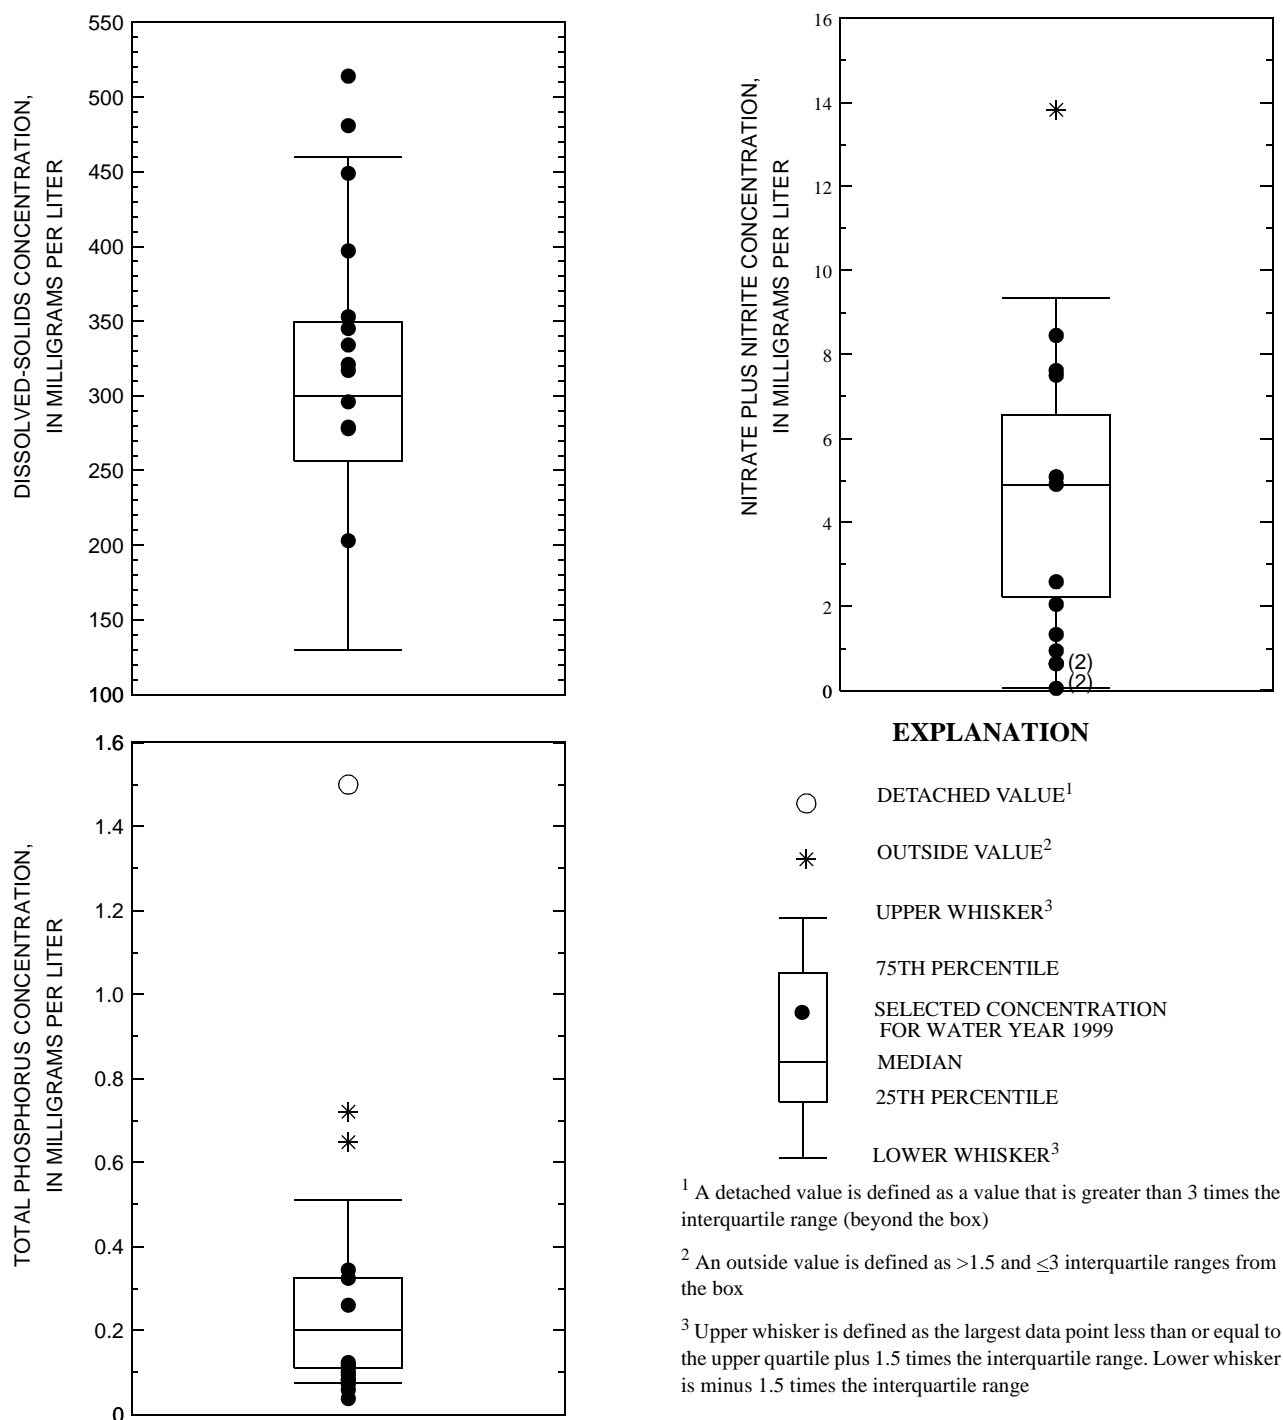 DISSOLVED-SOLIDS CONCENTRATION,
IN MILLIGRAMS PER LITER
550
500
450
400
350
300
250
200
150
100
NITRATE PLUS NITRITE CONCENTRATION,
IN MILLIGRAMS PER LITER
16
14
12
10
8
6
4
2
0
(2)
(2)
TOTAL PHOSPHORUS CONCENTRATION,
IN MILLIGRAMS PER LITER
1.6
1.4
1.2
1.0
0.8
0.6
0.4
0.2
0
EXPLANATION
DETACHED VALUE1
OUTSIDE VALUE2
UPPER WHISKER3
75TH PERCENTILE
SELECTED CONCENTRATION
FOR WATER YEAR 1999
MEDIAN
25TH PERCENTILE
LOWER WHISKER3
1 A detached value is defined as a value that is greater than 3 times the
interquartile range (beyond the box)
2 An outside value is defined as >1.5 and ≤3 interquartile ranges from
the box
3 Upper whisker is defined as the largest data point less than or equal to
the upper quartile plus 1.5 times the interquartile range. Lower whisker
is minus 1.5 times the interquartile range